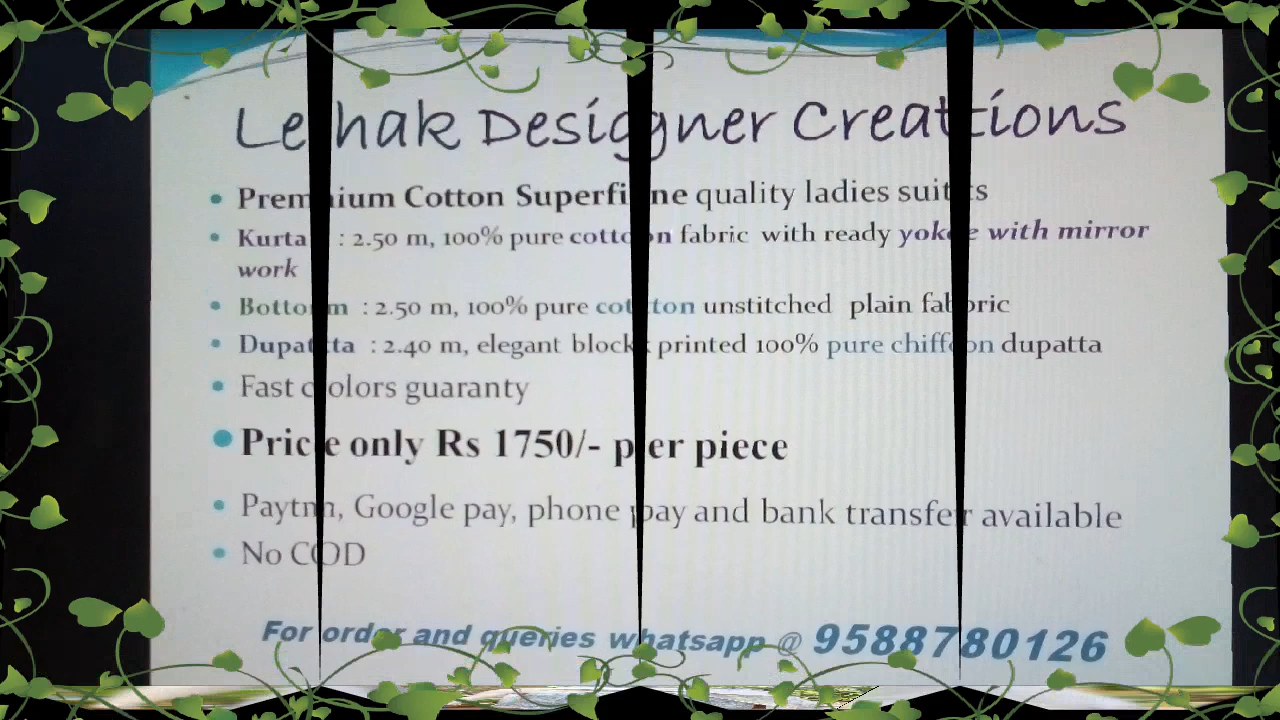 Lehak Designer Creations
Premium Cotton Superfine quality ladies suits
Kurta : 2.50 m, 100% pure cotton fabric with ready yoke with mirror
work
Bottom : 2.50 m, 100% pure cotton unstitched plain fabric
Dupatta : 2.40 m, elegant block printed 100% pure chiffon dupatta
Fast colors guaranty
Price only Rs 1750/- per piece
Paytm, Google pay, phone pay and bank transfer available
No COD
For order and queries whatsapp @ 9588780126